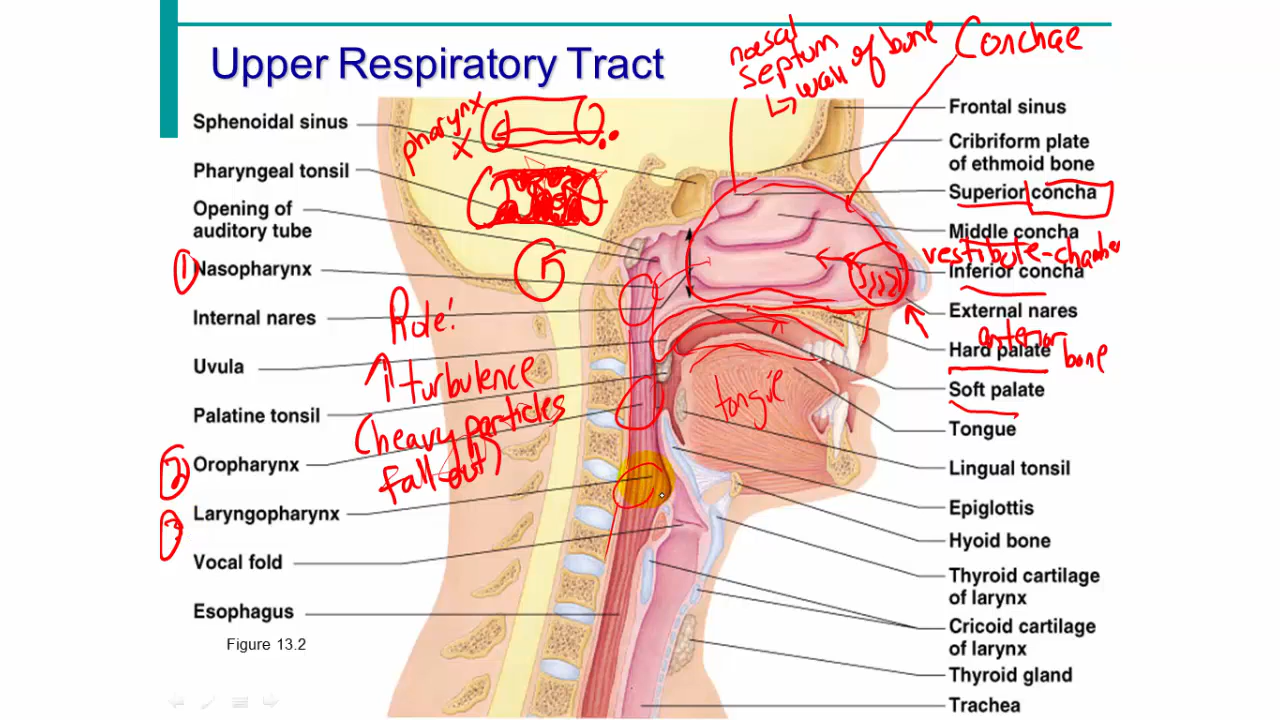 Upper Respiratory Tract
nasal
septum
↳ wall of bone
Conchae
pharynx
x
Sphenoidal sinus
Pharyngeal tonsil
Opening of
auditory tube
① Nasopharynx
Internal nares
Uvula
Palatine tonsil
② Oropharynx
③ Laryngopharynx
Vocal fold
Esophagus
Figure 13.2
Role:
↑ turbulence
(heavy particles
fall out)
tongue
Frontal sinus
Cribriform plate
of ethmoid bone
Superior concha
Middle concha
vestibule - chamber
Inferior concha
External nares
anterior
Hard palate
bone
Soft palate
Tongue
Lingual tonsil
Epiglottis
Hyoid bone
Thyroid cartilage
of larynx
Cricoid cartilage
of larynx
Thyroid gland
Trachea